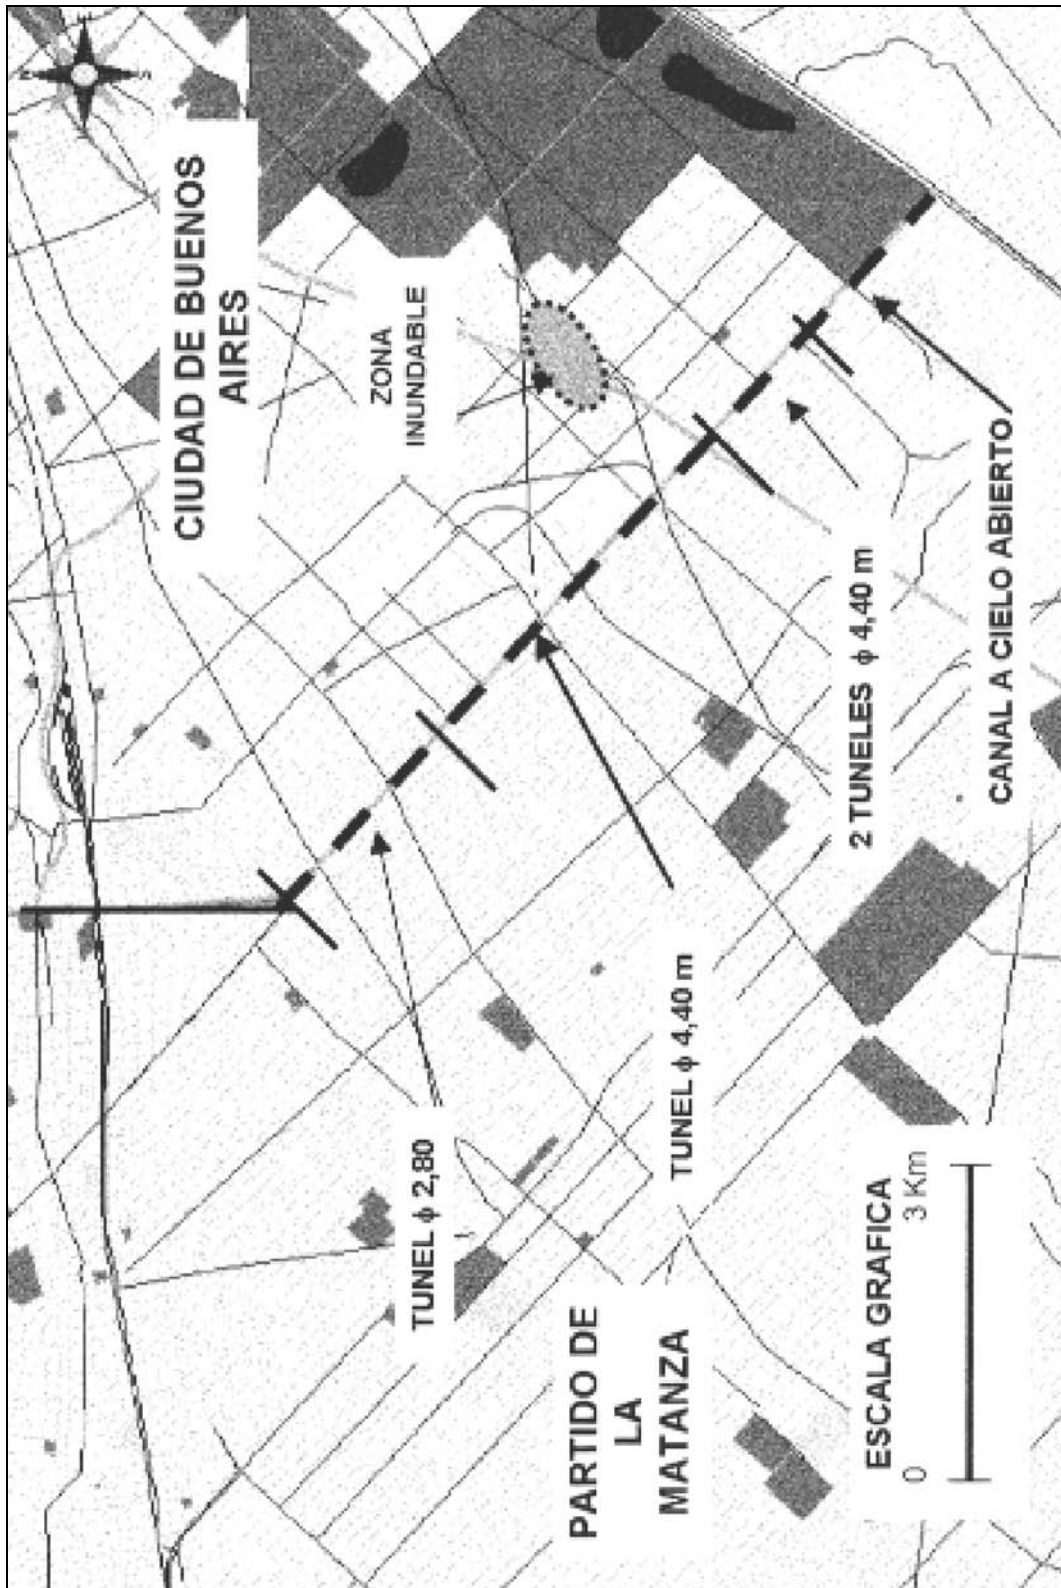 CIUDAD DE BUENOS
AIRES
ZONA
INUNDABLE
2 TUNELES ϕ 4,40 m
CANAL A CIELO ABIERTO
TUNEL ϕ 2,80
TUNEL ϕ 4,40 m
PARTIDO DE
LA
MATANZA
ESCALA GRAFICA
0 3 Km